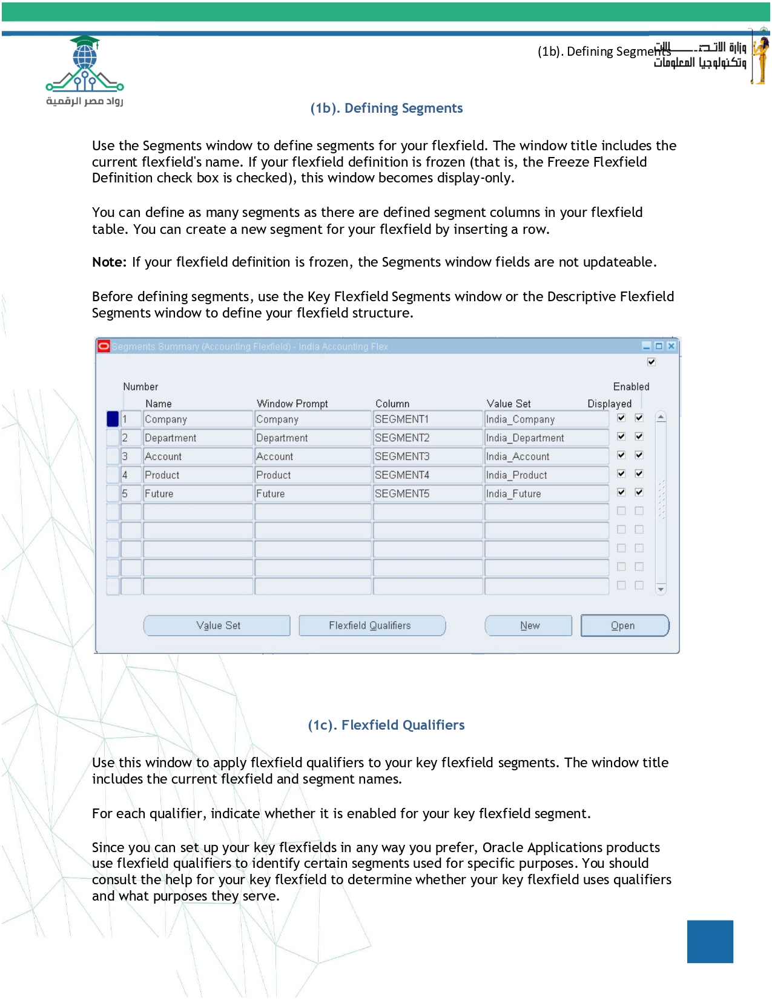 (1b). Defining Segments
وزارة الاتصالات
وتكنولوجيا المعلومات
رواد مصر الرقمية
(1b). Defining Segments
Use the Segments window to define segments for your flexfield. The window title includes the
current flexfield's name. If your flexfield definition is frozen (that is, the Freeze Flexfield
Definition check box is checked), this window becomes display-only.
You can define as many segments as there are defined segment columns in your flexfield
table. You can create a new segment for your flexfield by inserting a row.
Note: If your flexfield definition is frozen, the Segments window fields are not updateable.
Before defining segments, use the Key Flexfield Segments window or the Descriptive Flexfield
Segments window to define your flexfield structure.
Segments Summary (Accounting Flexfield) - India Accounting Flex
Number Enabled
Name Window Prompt Column Value Set Displayed
1 Company Company SEGMENT1 India_Company
2 Department Department SEGMENT2 India_Department
3 Account Account SEGMENT3 India_Account
4 Product Product SEGMENT4 India_Product
5 Future Future SEGMENT5 India_Future
Value Set Flexfield Qualifiers New Open
(1c). Flexfield Qualifiers
Use this window to apply flexfield qualifiers to your key flexfield segments. The window title
includes the current flexfield and segment names.
For each qualifier, indicate whether it is enabled for your key flexfield segment.
Since you can set up your key flexfields in any way you prefer, Oracle Applications products
use flexfield qualifiers to identify certain segments used for specific purposes. You should
consult the help for your key flexfield to determine whether your key flexfield uses qualifiers
and what purposes they serve.